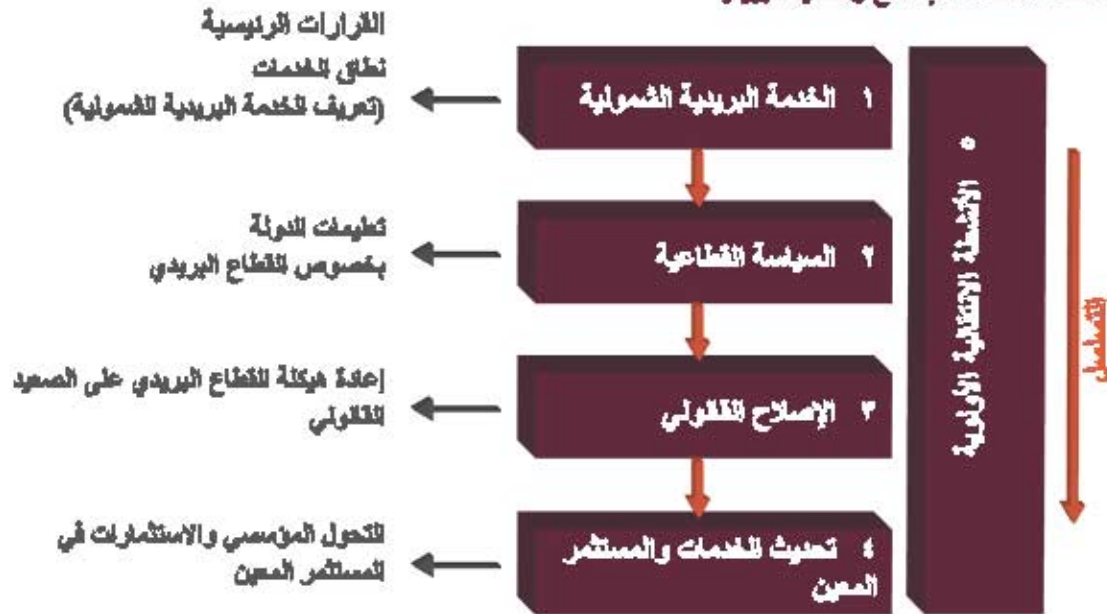 القرارات الرئيسية
١ الخدمة البريدية الشمولية
نطاق الخدمات
(تعريف الخدمة البريدية الشمولية)
٢ السياسة القطاعية
تعليمات الدولة
بخصوص القطاع البريدي
٣ الإصلاح القانوني
إعادة هيكلة القطاع البريدي على الصعيد
القانوني
٤ تحديث الخدمات والمستثمر
المعين
التحول المؤسسي والاستثمارات في
المستثمر المعين
٥ الأنشطة الانتقالية الأولوية
التسلسل